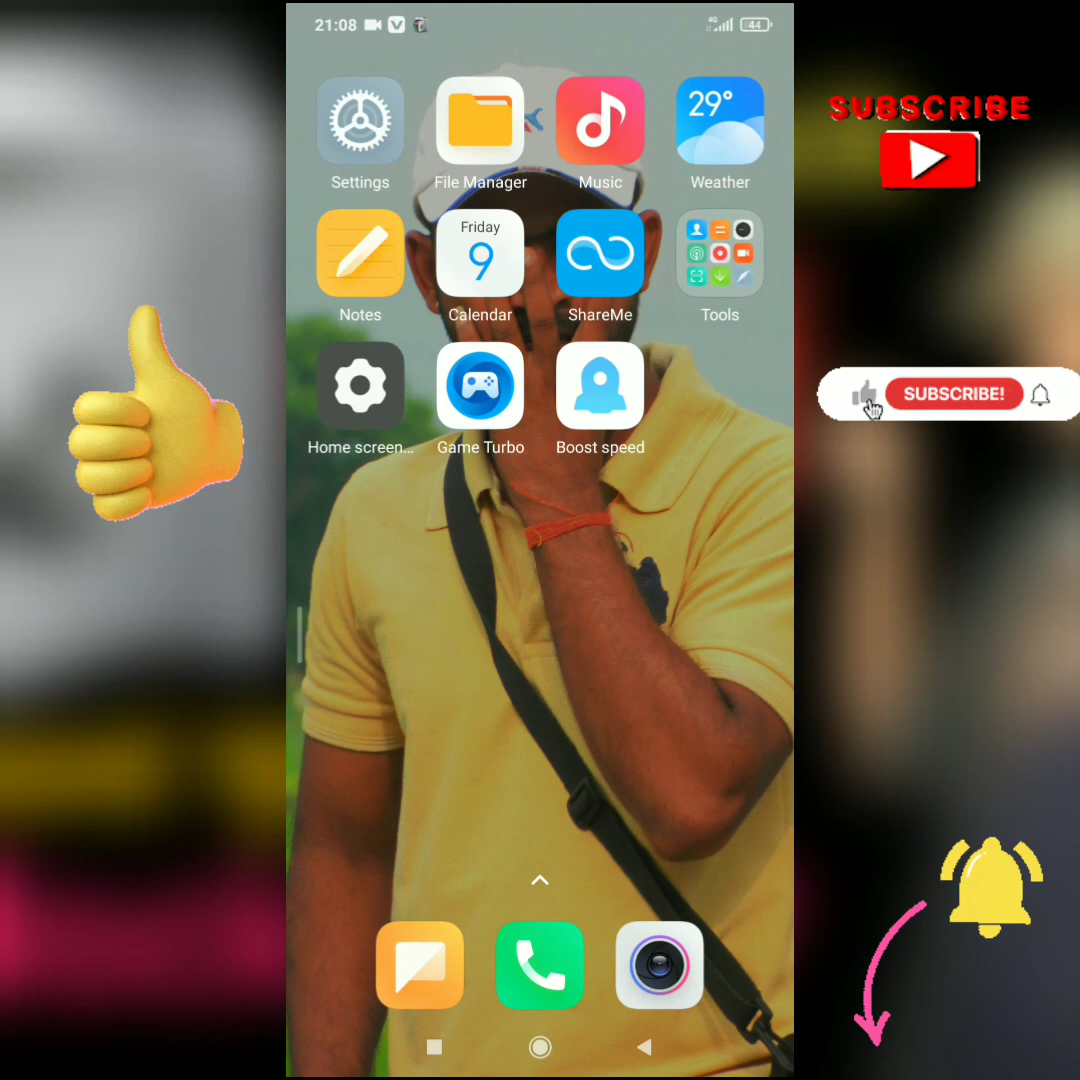 21:08
4G
44
29°
Settings
File Manager
Music
Weather
Friday
9
Notes
Calendar
ShareMe
Tools
Home screen...
Game Turbo
Boost speed
SUBSCRIBE
SUBSCRIBE!